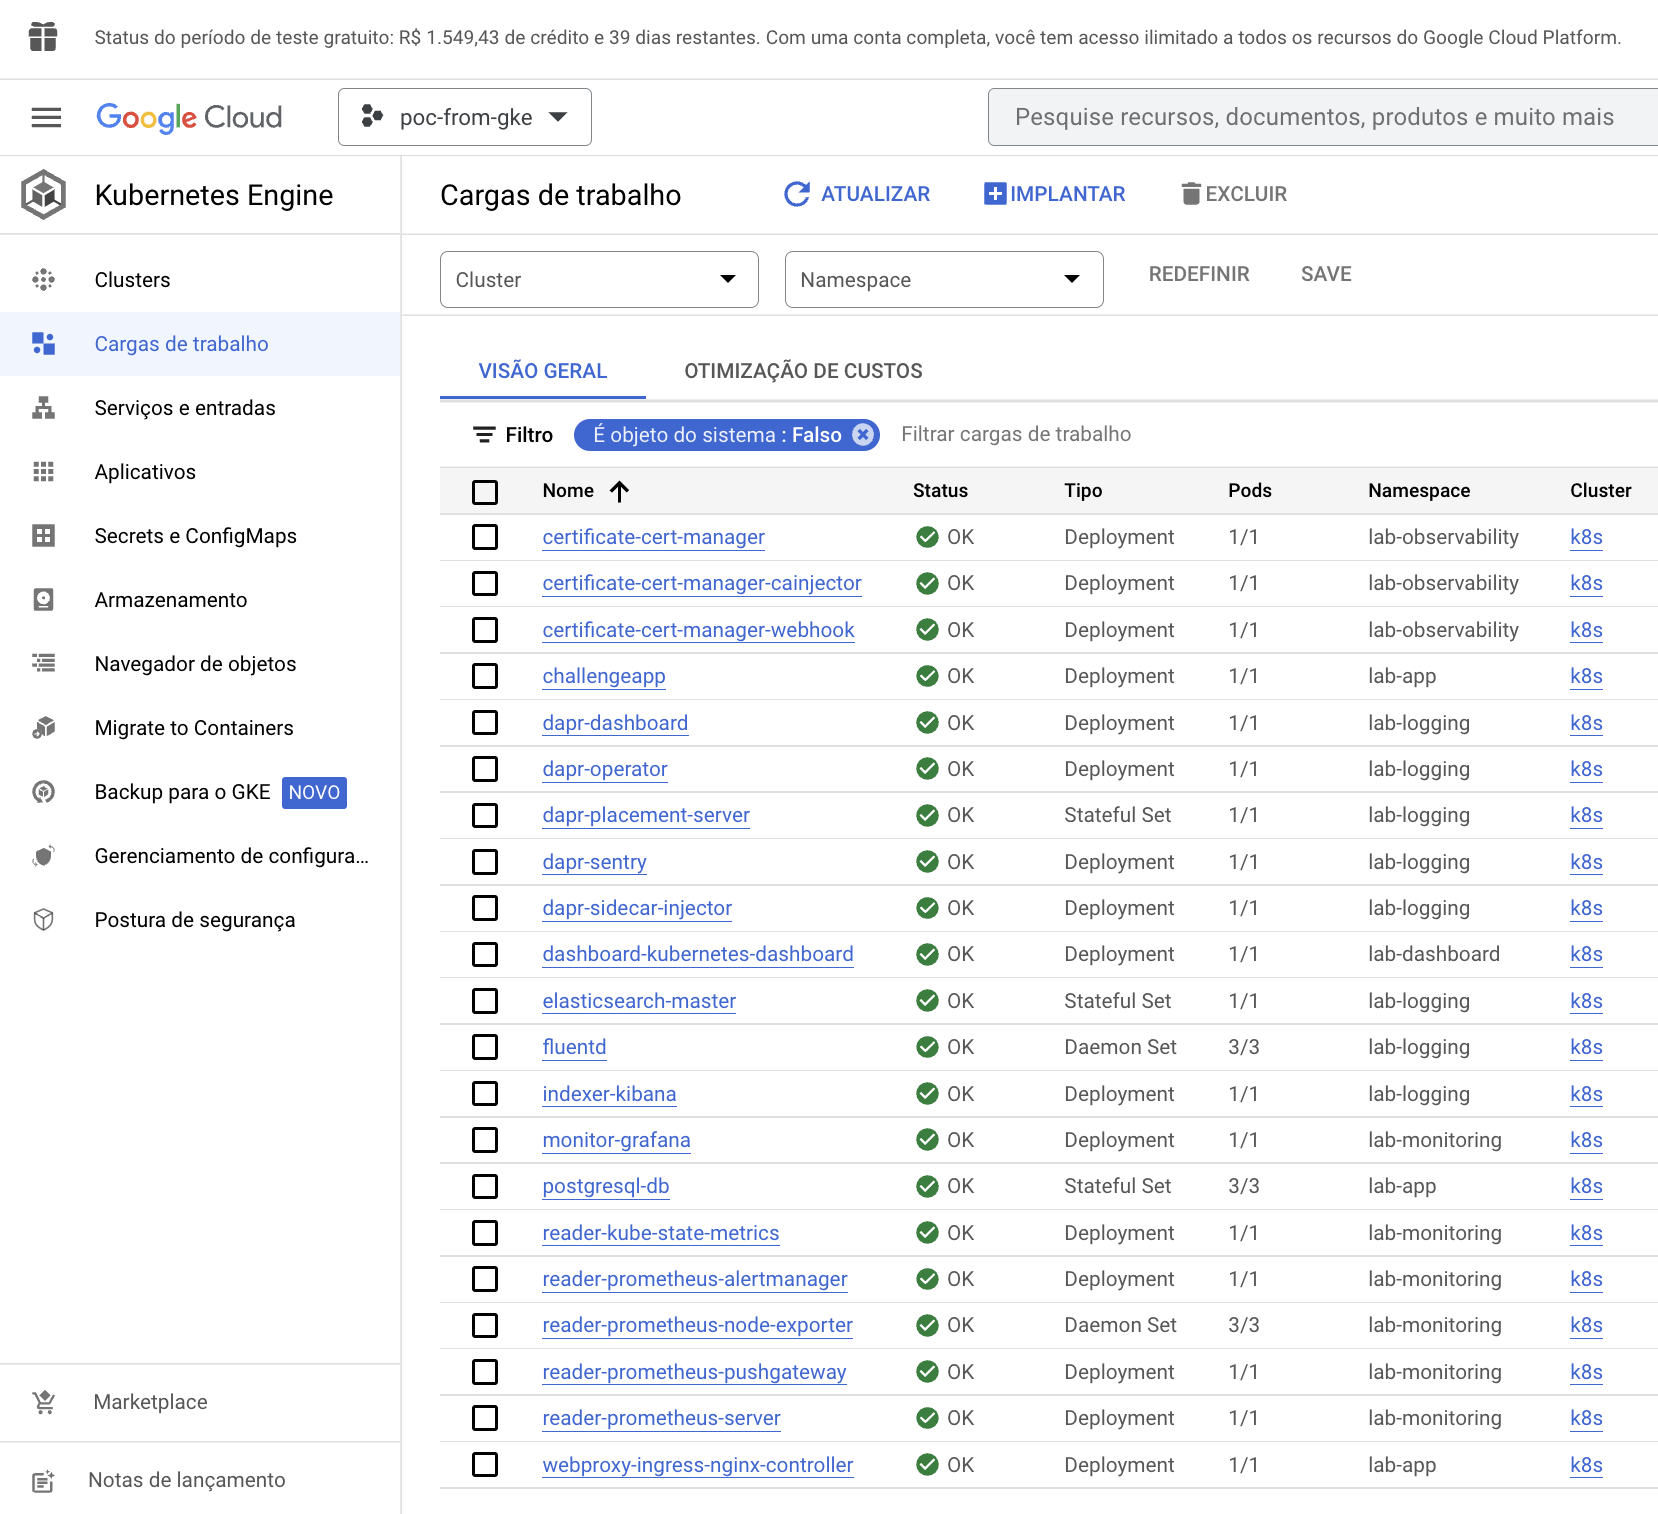 Status do período de teste gratuito: R$ 1.549,43 de crédito e 39 dias restantes. Com uma conta completa, você tem acesso ilimitado a todos os recursos do Google Cloud Platform.
Google Cloud
poc-from-gke
Pesquise recursos, documentos, produtos e muito mais
Kubernetes Engine
Clusters
Cargas de trabalho
Serviços e entradas
Aplicativos
Secrets e ConfigMaps
Armazenamento
Navegador de objetos
Migrate to Containers
Backup para o GKE NOVO
Gerenciamento de configura...
Postura de segurança
Marketplace
Notas de lançamento
Cargas de trabalho ATUALIZAR IMPLANTAR EXCLUIR
Cluster Namespace REDEFINIR SAVE
VISÃO GERAL OTIMIZAÇÃO DE CUSTOS
Filtro É objeto do sistema : Falso Filtrar cargas de trabalho
Nome Status Tipo Pods Namespace Cluster
certificate-cert-manager OK Deployment 1/1 lab-observability k8s
certificate-cert-manager-cainjector OK Deployment 1/1 lab-observability k8s
certificate-cert-manager-webhook OK Deployment 1/1 lab-observability k8s
challengeapp OK Deployment 1/1 lab-app k8s
dapr-dashboard OK Deployment 1/1 lab-logging k8s
dapr-operator OK Deployment 1/1 lab-logging k8s
dapr-placement-server OK Stateful Set 1/1 lab-logging k8s
dapr-sentry OK Deployment 1/1 lab-logging k8s
dapr-sidecar-injector OK Deployment 1/1 lab-logging k8s
dashboard-kubernetes-dashboard OK Deployment 1/1 lab-dashboard k8s
elasticsearch-master OK Stateful Set 1/1 lab-logging k8s
fluentd OK Daemon Set 3/3 lab-logging k8s
indexer-kibana OK Deployment 1/1 lab-logging k8s
monitor-grafana OK Deployment 1/1 lab-monitoring k8s
postgresql-db OK Stateful Set 3/3 lab-app k8s
reader-kube-state-metrics OK Deployment 1/1 lab-monitoring k8s
reader-prometheus-alertmanager OK Deployment 1/1 lab-monitoring k8s
reader-prometheus-node-exporter OK Daemon Set 3/3 lab-monitoring k8s
reader-prometheus-pushgateway OK Deployment 1/1 lab-monitoring k8s
reader-prometheus-server OK Deployment 1/1 lab-monitoring k8s
webproxy-ingress-nginx-controller OK Deployment 1/1 lab-app k8s